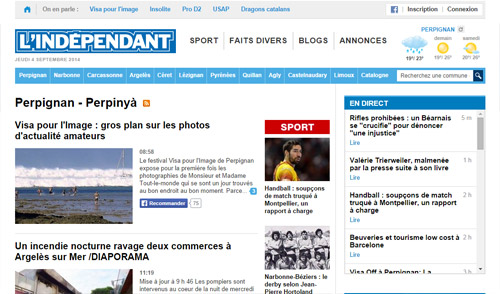 On en parle : Visa pour l'image Insolite Pro D2 USAP Dragons catalans
Inscription Connexion
L'INDÉPENDANT
JEUDI 4 SEPTEMBRE 2014
SPORT FAITS DIVERS BLOGS ANNONCES
PERPIGNAN
samedi
19°/ 23°
20°/ 26°
Perpignan Narbonne Carcassonne Argelès Céret Lézignan Pyrénées Quillan Agly Castelnaudary Limoux Catalogne
Recherchez une commune
Perpignan - Perpinyà
Visa pour l'Image : gros plan sur les photos
d'actualité amateurs
08:58
Le festival Visa pour l'Image de Perpignan
expose pour la première fois les
photographies de Monsieur et Madame
Tout-le-monde qui se sont un jour trouvés
au bon endroit au bon moment. Parce...
3
Recommander 75
Un incendie nocturne ravage deux commerces à
Argelès sur Mer /DIAPORAMA
11:19
Mise à jour à 9h 46 Les pompiers sont
intervenus au coeur de la nuit de mercredi
SPORT
Handball : soupçons
de match truqué à
Montpellier, un
rapport à charge
Narbonne-Béziers : le
derby selon Jean-
Pierre Hortoland
EN DIRECT
Rifles prohibées : un Béarnais
se "crucifie" pour dénoncer
"une injustice"
5 m
Lire
Valérie Trierweiler, malmenée
par la presse suite à son livre
1 h
Lire
Handball : soupçons de match
truqué à Montpellier, un
rapport à charge
2 h
Lire
Beuveries et tourisme low cost à
Barcelone
2 h
Lire
Visa Off à Perpignan : La